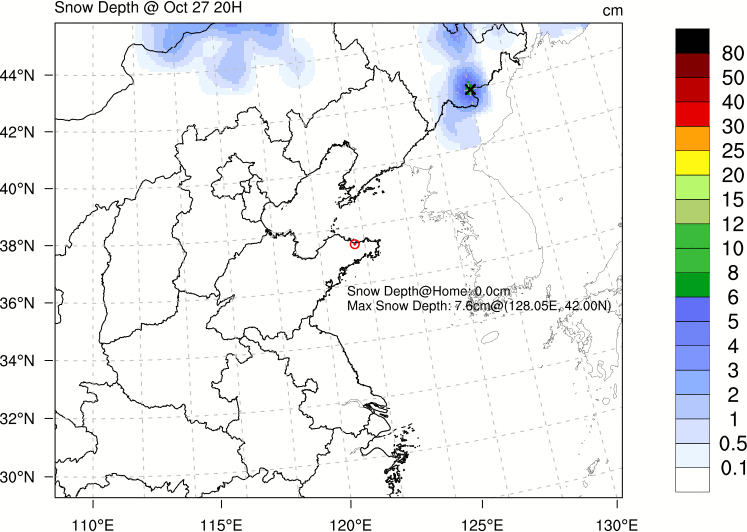 Snow Depth @ Oct 27 20H
cm
44°N
42°N
40°N
38°N
36°N
34°N
32°N
30°N
Snow Depth@Home: 0.0cm
Max Snow Depth: 7.6cm@(128.05E, 42.00N)
110°E
115°E
120°E
125°E
130°E
80
50
40
30
25
20
15
12
10
8
6
5
4
3
2
1
0.5
0.1